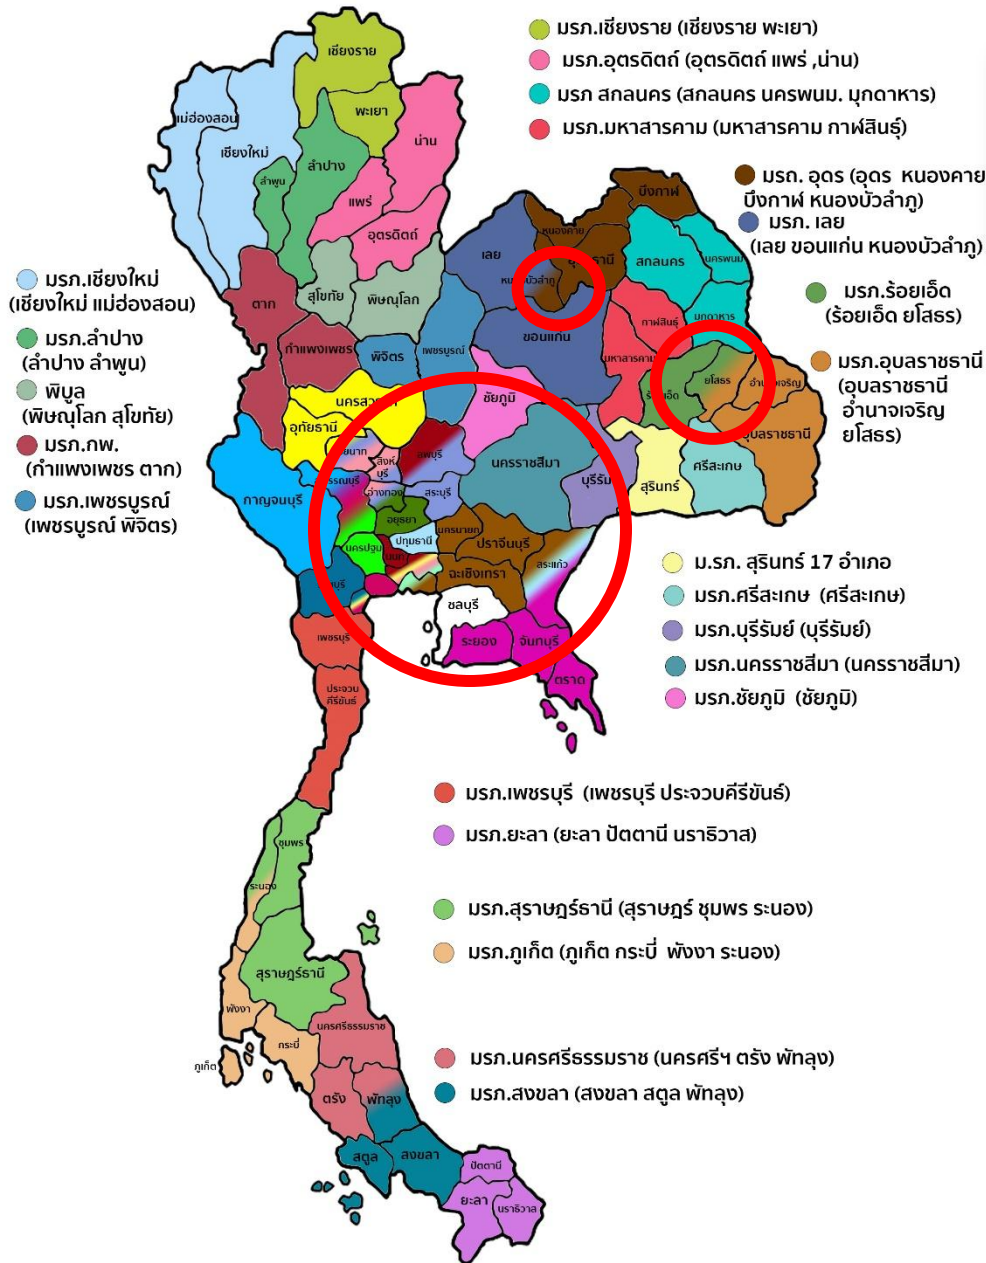 มรภ.เชียงราย (เชียงราย พะเยา)
มรภ.อุตรดิตถ์ (อุตรดิตถ์ แพร่ ,น่าน)
มรภ สกลนคร (สกลนคร นครพนม. มุกดาหาร)
มรภ.มหาสารคาม (มหาสารคาม กาฬสินธุ์)
มรถ. อุดร (อุดร หนองคาย
บึงกาฬ หนองบัวลำภู)
มรภ. เลย
(เลย ขอนแก่น หนองบัวลำภู)
มรภ.ร้อยเอ็ด
(ร้อยเอ็ด ยโสธร)
มรภ.อุบลราชธานี
(อุบลราชธานี
อำนาจเจริญ
ยโสธร)
มรภ.เชียงใหม่
(เชียงใหม่ แม่ฮ่องสอน)
มรภ.ลำปาง
(ลำปาง ลำพูน)
พิบูล
(พิษณุโลก สุโขทัย)
มรภ.กพ.
(กำแพงเพชร ตาก)
มรภ.เพชรบูรณ์
(เพชรบูรณ์ พิจิตร)
ม.รภ. สุรินทร์ 17 อำเภอ
มรภ.ศรีสะเกษ (ศรีสะเกษ)
มรภ.บุรีรัมย์ (บุรีรัมย์)
มรภ.นครราชสีมา (นครราชสีมา)
มรภ.ชัยภูมิ (ชัยภูมิ)
มรภ.เพชรบุรี (เพชรบุรี ประจวบคีรีขันธ์)
มรภ.ยะลา (ยะลา ปัตตานี นราธิวาส)
มรภ.สุราษฎร์ธานี (สุราษฎร์ ชุมพร ระนอง)
มรภ.ภูเก็ต (ภูเก็ต กระบี่ พังงา ระนอง)
มรภ.นครศรีธรรมราช (นครศรีฯ ตรัง พัทลุง)
มรภ.สงขลา (สงขลา สตูล พัทลุง)
เชียงราย
พะเยา
แม่ฮ่องสอน
เชียงใหม่
น่าน
ลำปาง
ลำพูน
แพร่
อุตรดิตถ์
สุโขทัย
พิษณุโลก
ตาก
กำแพงเพชร
พิจิตร
เพชรบูรณ์
เลย
หนองคาย
บึงกาฬ
สกลนคร
นครพนม
มุกดาหาร
กาฬสินธุ์
มหาสารคาม
ขอนแก่น
ยโสธร
อำนาจเจริญ
ศรีสะเกษ
สุรินทร์
นครราชสีมา
ชัยภูมิ
อุทัยธานี
กาญจนบุรี
สิงห์
บุรี
อ่างทอง
สระบุรี
อยุธยา
ปทุมธานี
นครนายก
ปราจีนบุรี
สระแก้ว
ฉะเชิงเทรา
นครปฐม
ชลบุรี
ระยอง
จันทบุรี
ตราด
เพชรบุรี
ประจวบ
คีรีขันธ์
ชุมพร
ระนอง
สุราษฎร์ธานี
พังงา
กระบี่
ภูเก็ต
นครศรีธรรมราช
ตรัง
พัทลุง
สตูล
สงขลา
ปัตตานี
ยะลา
นราธิวาส